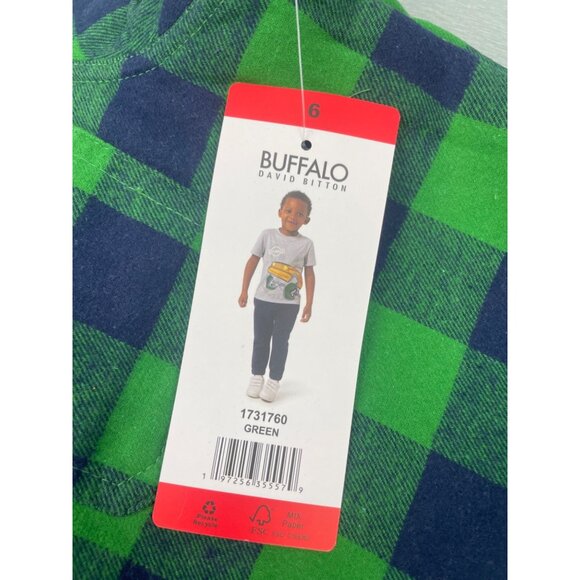 6
BUFFALO
DAVID BITTON
1731760
GREEN
1 97256 35557 9
Please
Recycle
FSC
MIX
Paper